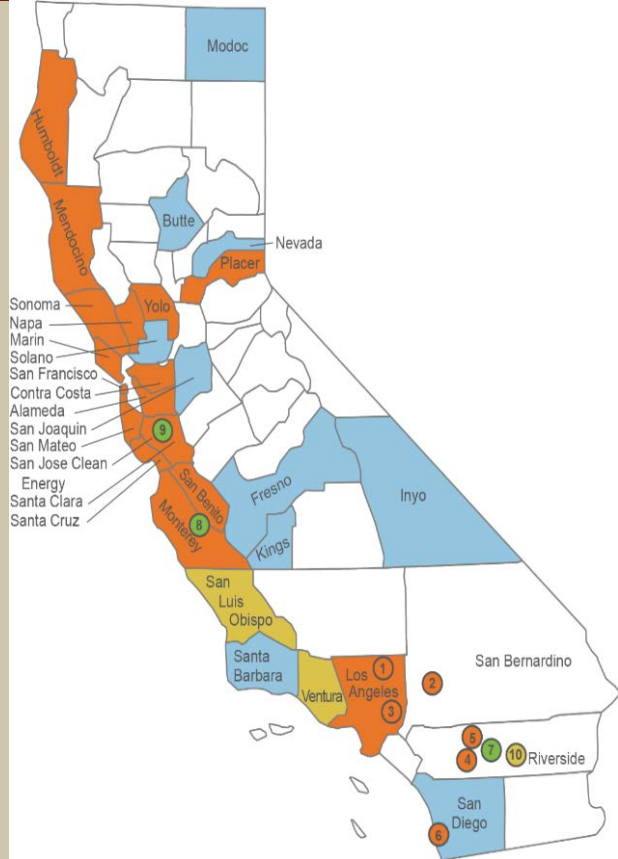 Modoc
Humboldt
Mendocino
Butte
Nevada
Placer
Sonoma
Yolo
Napa
Marin
Solano
San Francisco
Contra Costa
Alameda
San Joaquin
9
San Mateo
San Jose Clean
Energy
Santa Clara
Santa Cruz
San Benito
8
Monterey
Fresno
Inyo
Kings
San
Luis
Obispo
Santa
Barbara
Ventura
Los
Angeles
1
3
2
San Bernardino
5
4
7
10
Riverside
San
Diego
6